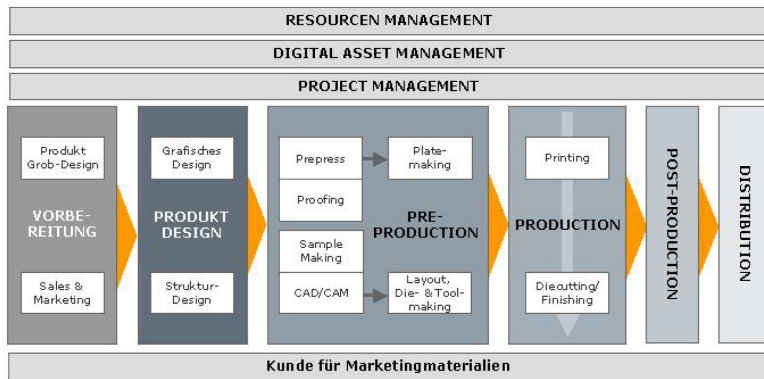 RESOURCEN MANAGEMENT
DIGITAL ASSET MANAGEMENT
PROJECT MANAGEMENT
Produkt
Grob-Design
VORBE-
REITUNG
Sales &
Marketing
Grafisches
Design
PRODUKT
DESIGN
Struktur-
Design
Prepress
Proofing
Sample
Making
CAD/CAM
Plate-
making
PRE-
PRODUCTION
Layout,
Die- & Tool-
making
Printing
PRODUCTION
Diecutting/
Finishing
POST-PRODUCTION
DISTRIBUTION
Kunde für Marketingmaterialien